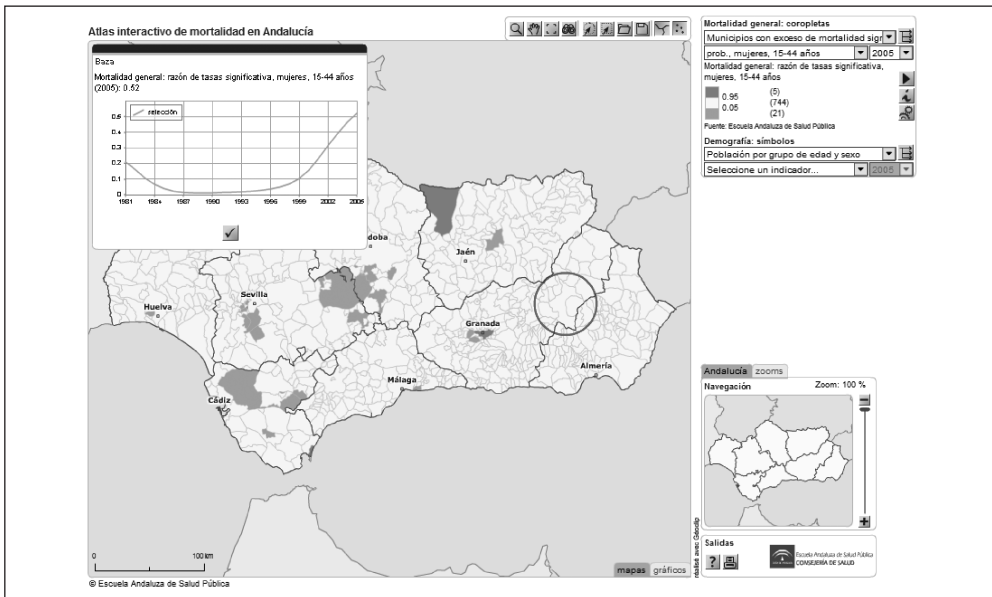 Atlas interactivo de mortalidad en Andalucía
Baza
Mortalidad general: razón de tasas significativa, mujeres, 15-44 años
(2005): 0.52
selección
0.5
0.4
0.3
0.2
0.1
0
1981 1984 1987 1990 1993 1996 1999 2002 2005
Córdoba
Jaén
Huelva
Sevilla
Granada
Almería
Málaga
Cádiz
0 100 km
mapas gráficos
© Escuela Andaluza de Salud Pública
Mortalidad general: coropletas
Municipios con exceso de mortalidad sigr
prob., mujeres, 15-44 años 2005
Mortalidad general: razón de tasas significativa,
mujeres, 15-44 años
(5)
0.95
(744)
0.05
(21)
Fuente: Escuela Andaluza de Salud Pública
Demografía: símbolos
Población por grupo de edad y sexo
Seleccione un indicador... 2005
Andalucía zooms
Navegación Zoom: 100 %
Salidas
Escuela Andaluza de Salud Pública
CONSEJERÍA DE SALUD